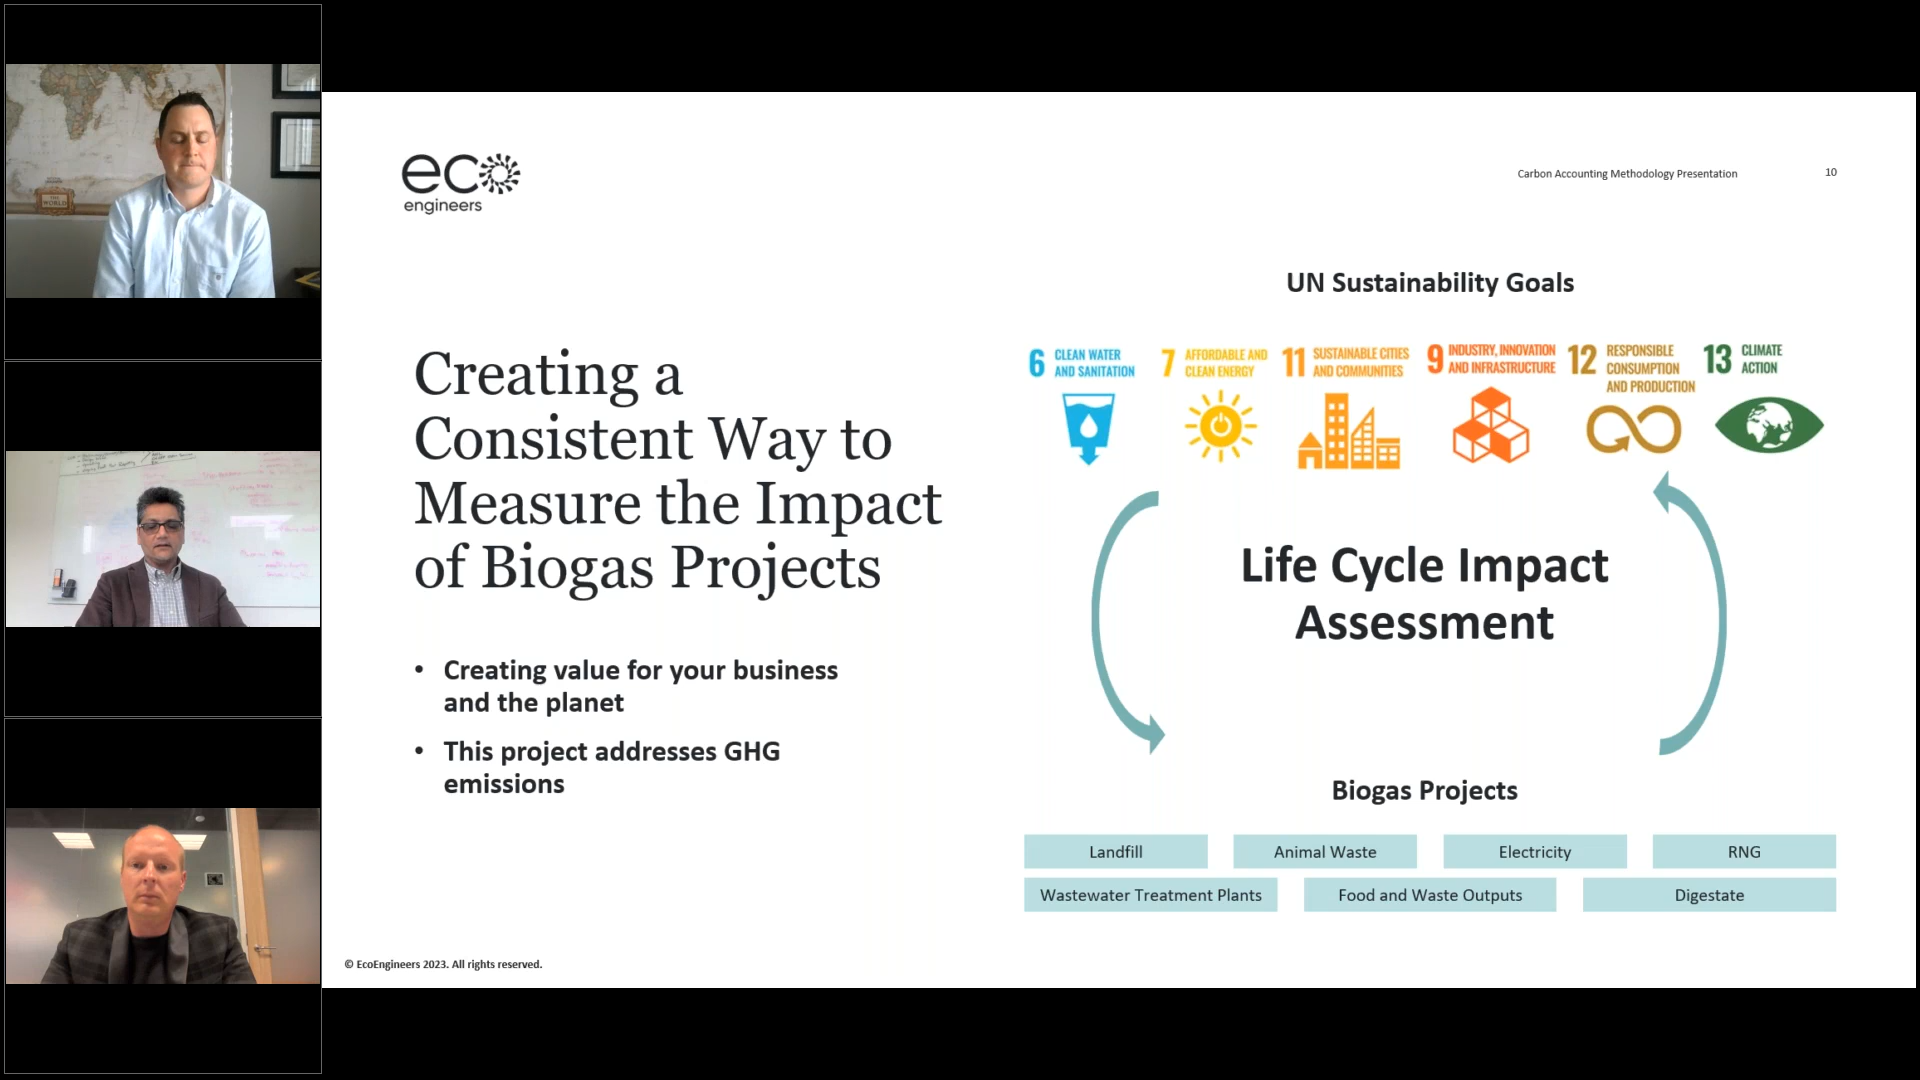 THE
WORLD
eco
engineers
Carbon Accounting Methodology Presentation
10
Creating a
Consistent Way to
Measure the Impact
of Biogas Projects
• Creating value for your business
and the planet
• This project addresses GHG
emissions
UN Sustainability Goals
6 CLEAN WATER
AND SANITATION
7 AFFORDABLE AND
CLEAN ENERGY
11 SUSTAINABLE CITIES
AND COMMUNITIES
9 INDUSTRY, INNOVATION
AND INFRASTRUCTURE
12 RESPONSIBLE
CONSUMPTION
AND PRODUCTION
13 CLIMATE
ACTION
Life Cycle Impact
Assessment
Biogas Projects
Landfill
Animal Waste
Electricity
RNG
Wastewater Treatment Plants
Food and Waste Outputs
Digestate
© EcoEngineers 2023. All rights reserved.